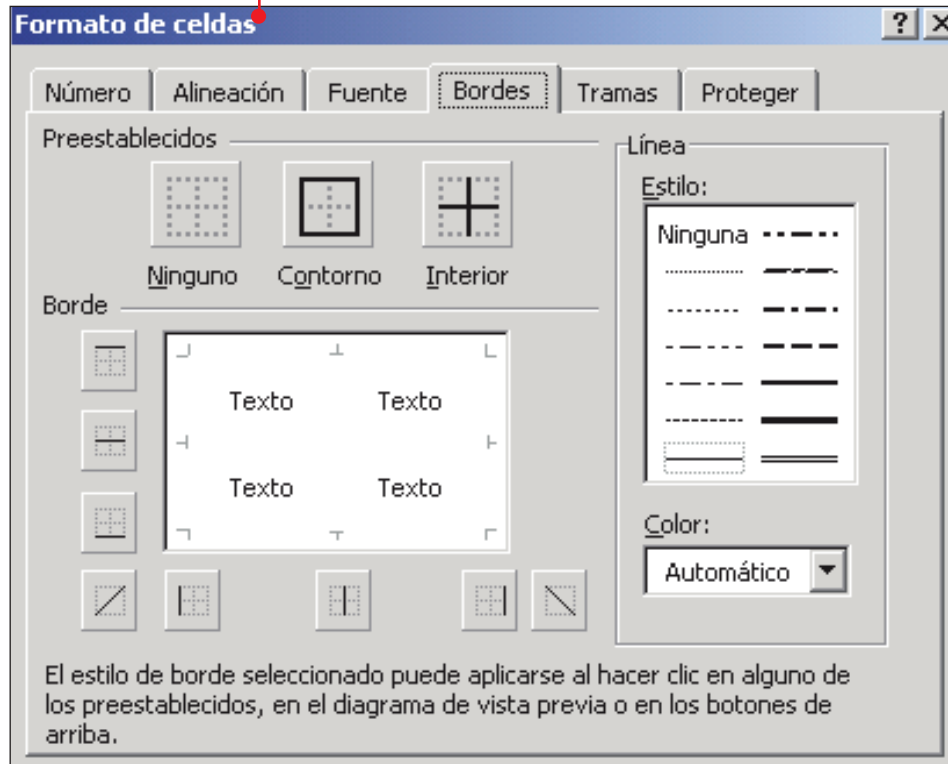 Formato de celdas
Número Alineación Fuente Bordes Tramas Proteger
Preestablecidos
Ninguno Contorno Interior
Borde
Texto Texto
Texto Texto
Línea
Estilo:
Ninguna
Color:
Automático
El estilo de borde seleccionado puede aplicarse al hacer clic en alguno de
los preestablecidos, en el diagrama de vista previa o en los botones de
arriba.